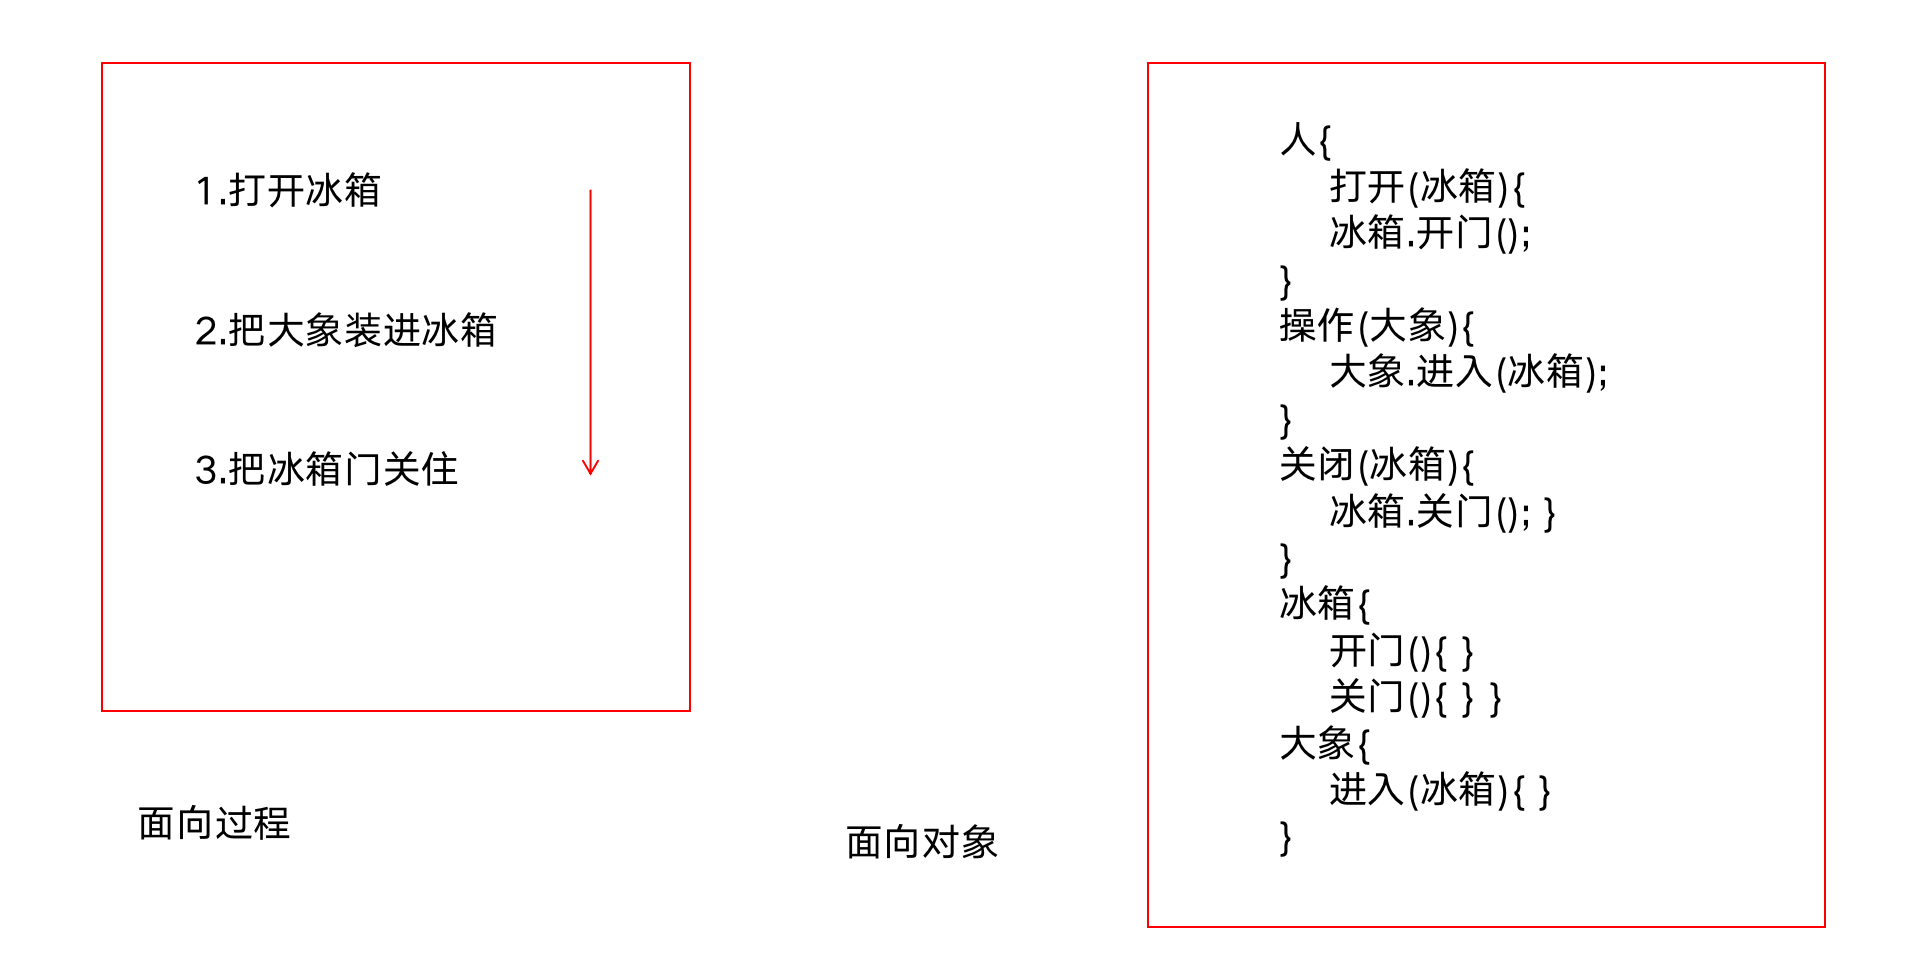 1.打开冰箱
2.把大象装进冰箱
3.把冰箱门关住
面向过程
面向对象
人{
打开(冰箱){
冰箱.开门();
}
操作(大象){
大象.进入(冰箱);
}
关闭(冰箱){
冰箱.关门(); }
}
冰箱{
开门(){ }
关门(){ } }
大象{
进入(冰箱){ }
}